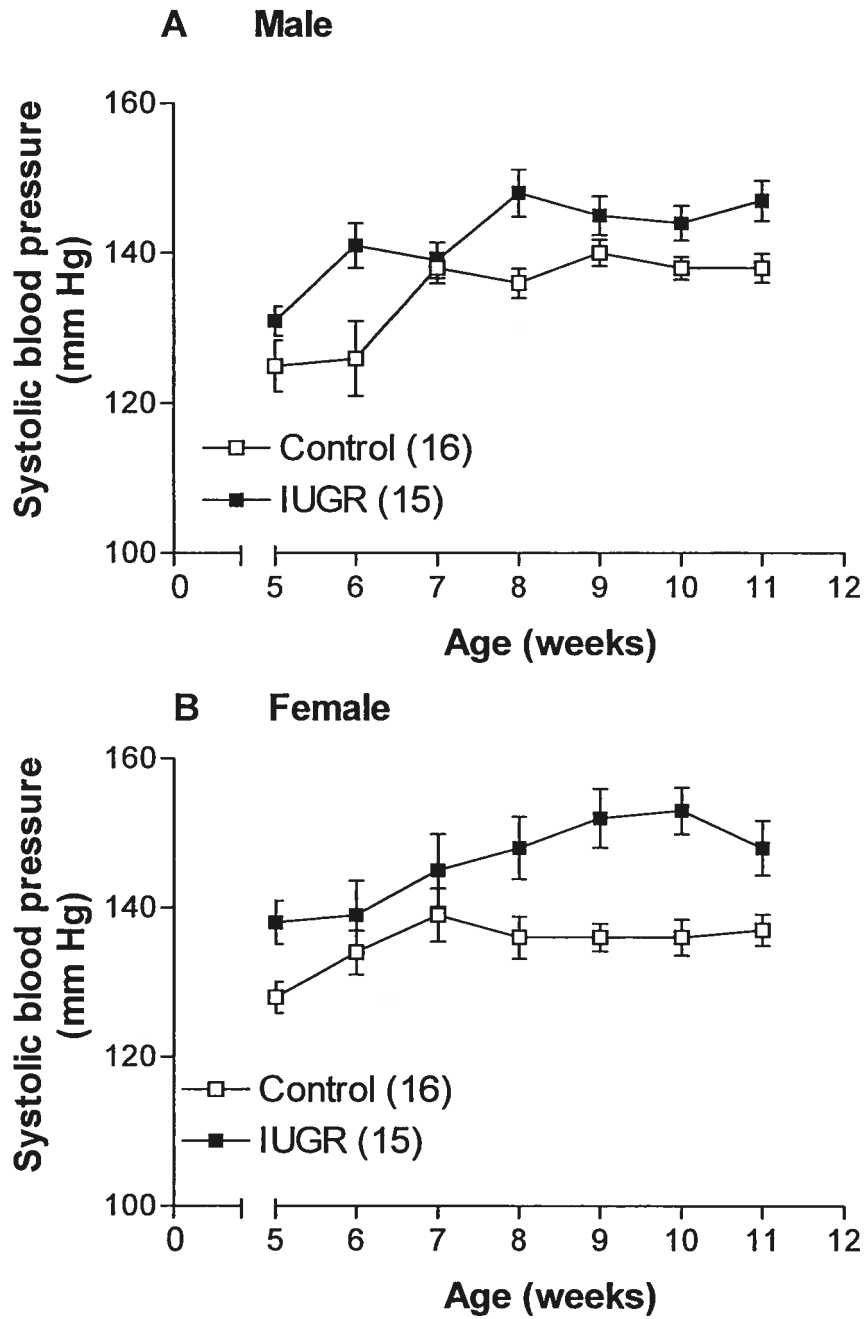 A Male
Systolic blood pressure
(mm Hg)
160
140
120
100
Control (16)
IUGR (15)
0 5 6 7 8 9 10 11 12
Age (weeks)
B Female
Systolic blood pressure
(mm Hg)
160
140
120
100
Control (16)
IUGR (15)
0 5 6 7 8 9 10 11 12
Age (weeks)